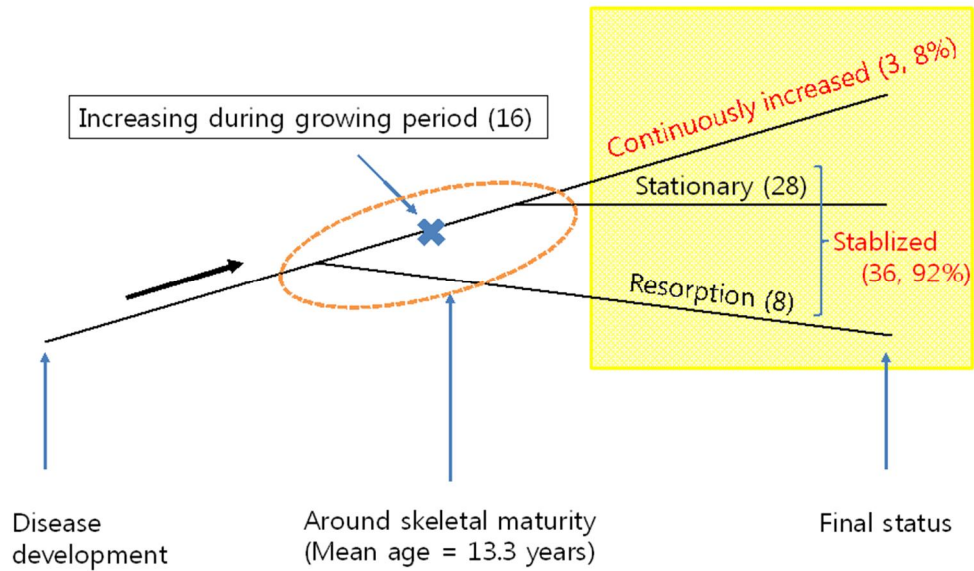 Continuously increased (3, 8%)
Increasing during growing period (16)
Stationary (28)
Stablized
(36, 92%)
Resorption (8)
Disease
development
Around skeletal maturity
(Mean age = 13.3 years)
Final status